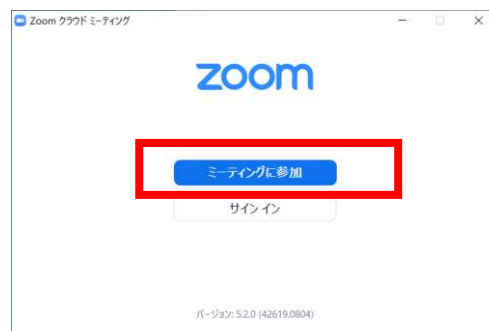 Zoom クラウド ミーティング
zoom
ミーティングに参加
サイン イン
バージョン: 5.2.0 (42619.0804)